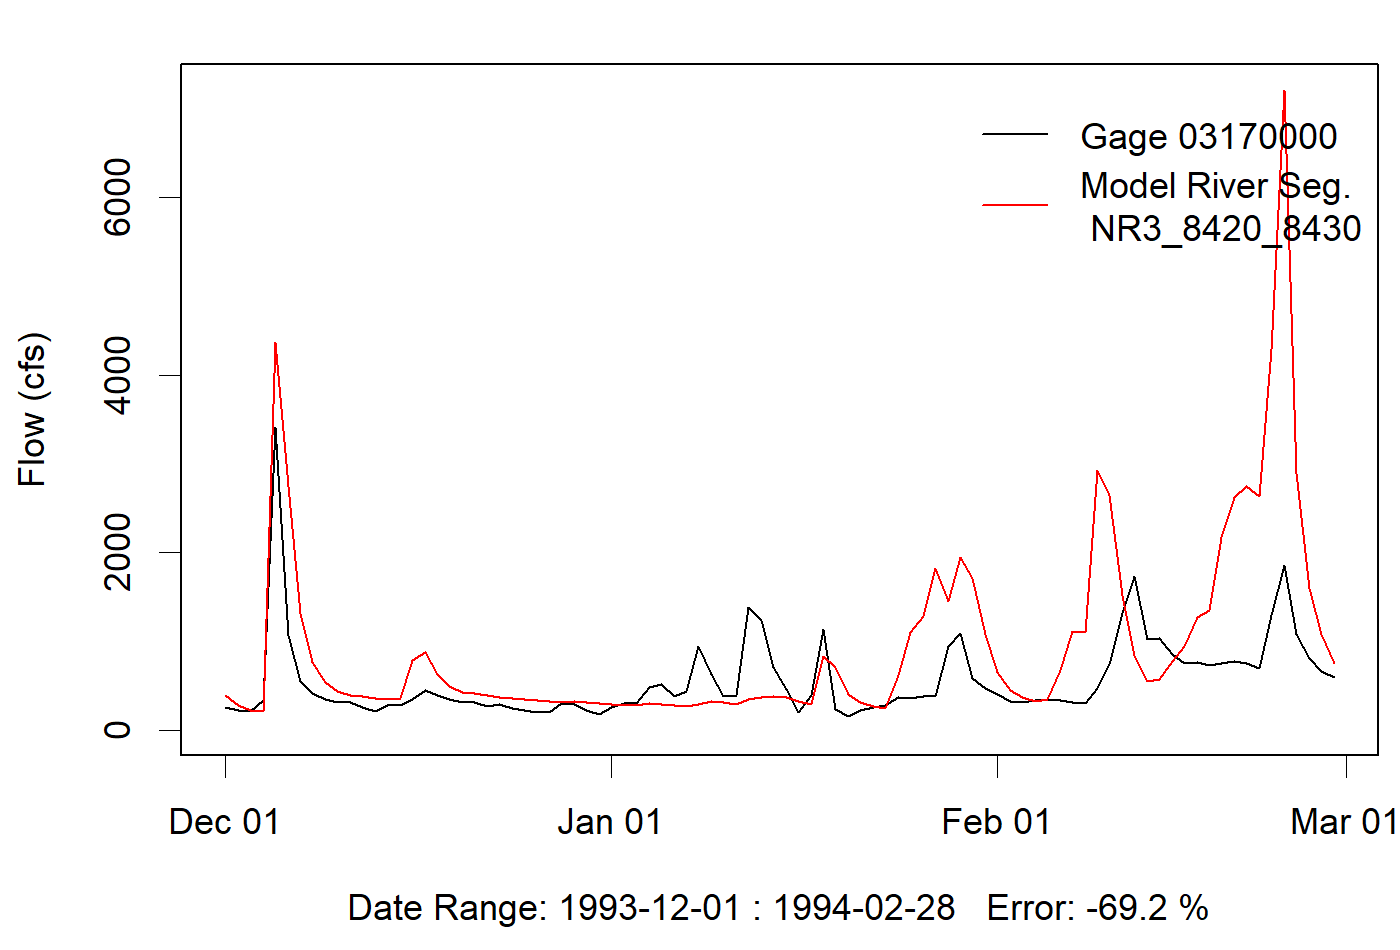 Gage 03170000
Model River Seg.
NR3_8420_8430
Flow (cfs)
6000
4000
2000
0
Dec 01
Jan 01
Feb 01
Mar 01
Date Range: 1993-12-01 : 1994-02-28 Error: -69.2 %